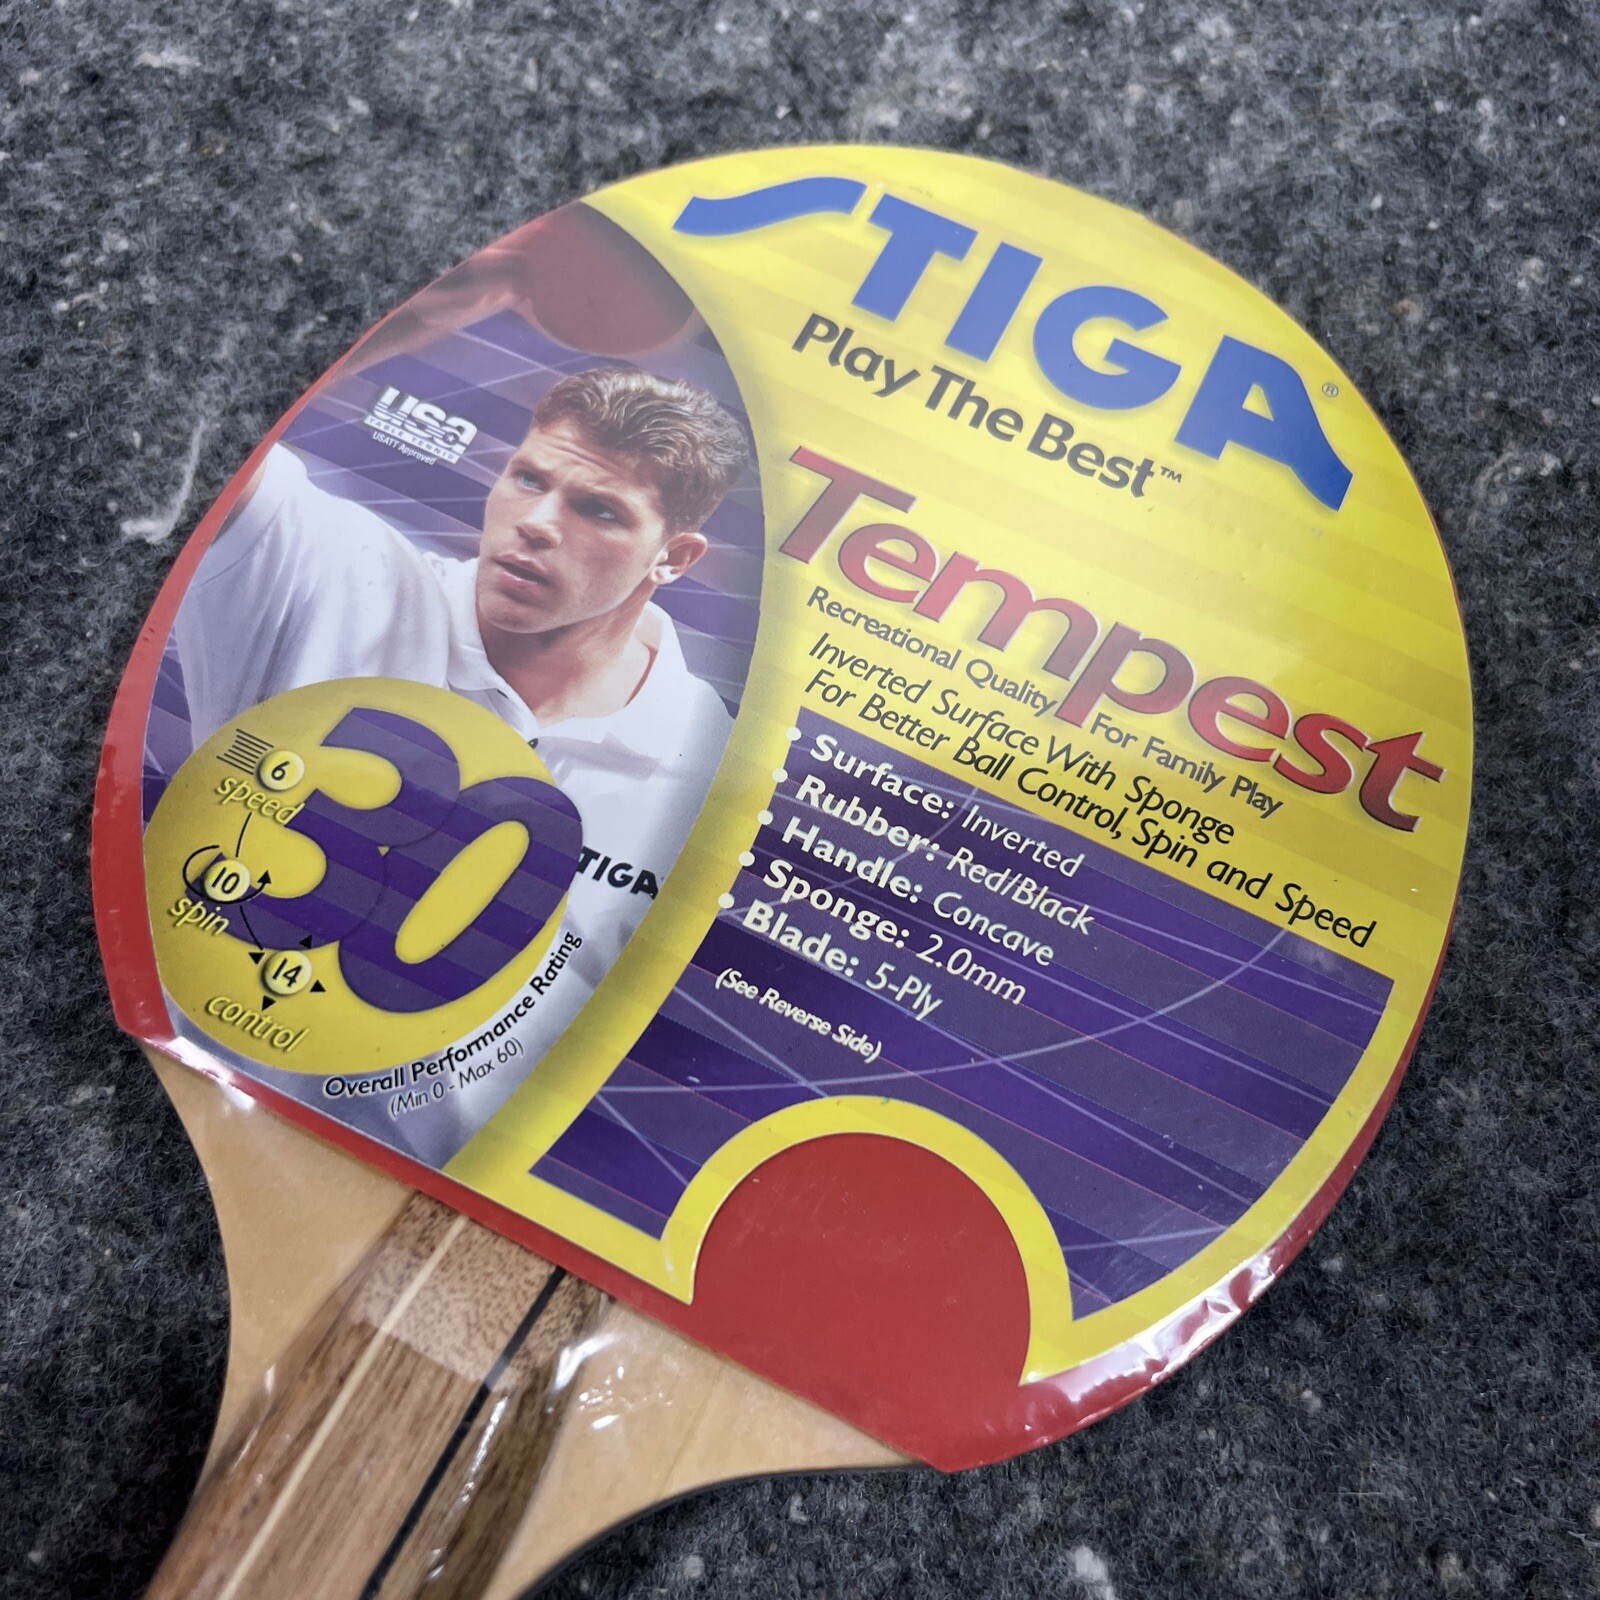 STIGA®
Play The Best™
Tempest
Recreational Quality For Family Play
Inverted Surface With Sponge
For Better Ball Control, Spin and Speed
• Surface: Inverted
• Rubber: Red/Black
• Handle: Concave
• Sponge: 2.0mm
• Blade: 5-Ply
(See Reverse Side)
usa
TABLE TENNIS
USATT Approved
TIGA
30
6
speed
10
spin
14
control
Overall Performance Rating
(Min 0 - Max 60)